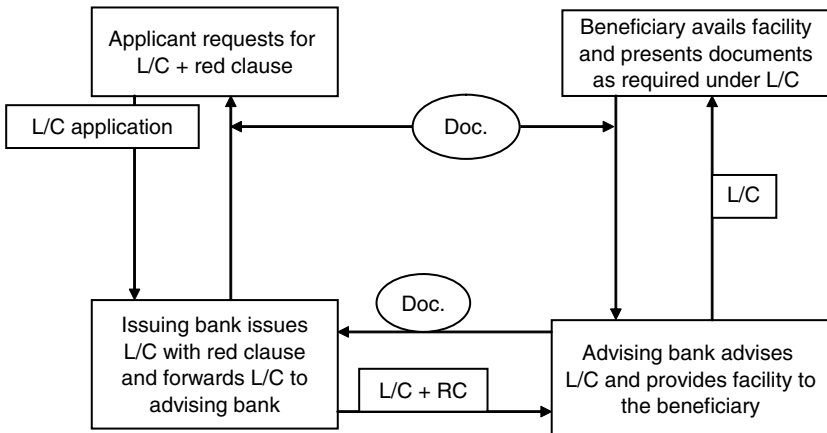 Applicant requests for
L/C + red clause
Beneficiary avails facility
and presents documents
as required under L/C
L/C application
Doc.
L/C
Doc.
Issuing bank issues
L/C with red clause
and forwards L/C to
advising bank
L/C + RC
Advising bank advises
L/C and provides facility to
the beneficiary